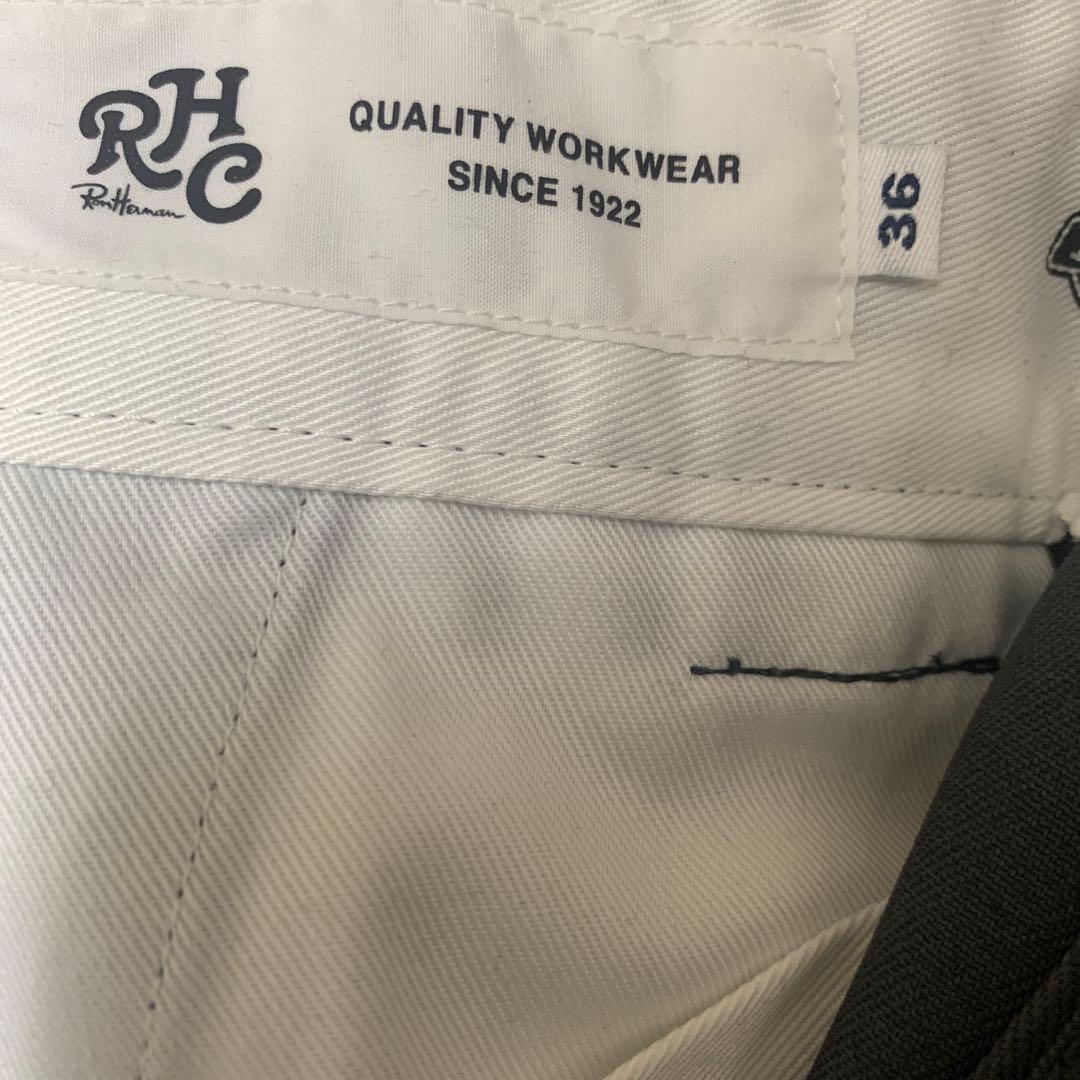 RHC
Ron Herman
QUALITY WORKWEAR
SINCE 1922
36